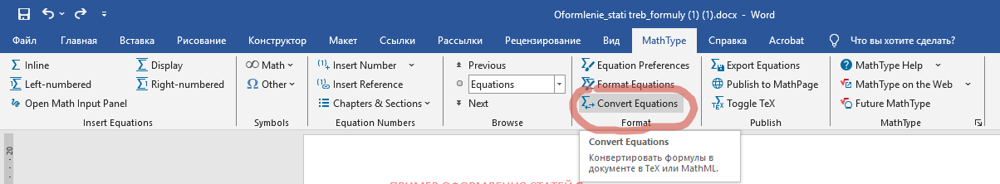 Oformlenie_stati treb_formuly (1) (1).docx - Word
Файл Главная Вставка Рисование Конструктор Макет Ссылки Рассылки Рецензирование Вид MathType Справка Acrobat Что вы хотите сделать?
Σ Inline Σ Display ∞ Math (1)+ Insert Number Previous Equation Preferences Export Equations MathType Help
Left-numbered Right-numbered Ω Other Insert Reference Equations Format Equations Publish to MathPage MathType on the Web
Open Math Input Panel Chapters & Sections Next Convert Equations Toggle TeX Future MathType
Insert Equations Symbols Equation Numbers Browse Format Publish MathType
Convert Equations
Конвертировать формулы в
документе в TeX или MathML.
20
ПРИМЕР ОФОРМЛЕНИЯ СТАТЕЙ В